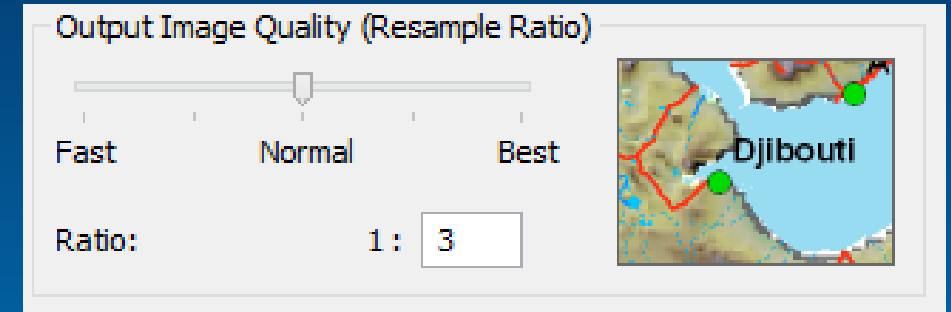 Output Image Quality (Resample Ratio)
Fast Normal Best
Djibouti
Ratio: 1 : 3